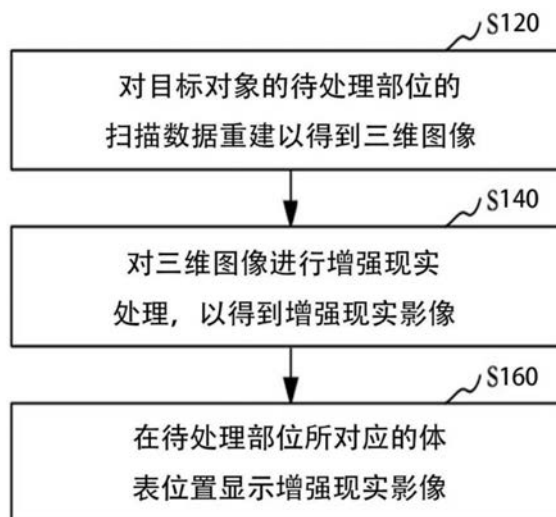 S120
对目标对象的待处理部位的
扫描数据重建以得到三维图像
S140
对三维图像进行增强现实
处理，以得到增强现实影像
S160
在待处理部位所对应的体
表位置显示增强现实影像